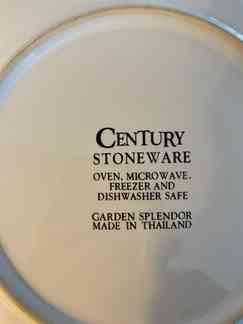 CENTURY
STONEWARE
OVEN, MICROWAVE,
FREEZER AND
DISHWASHER SAFE
GARDEN SPLENDOR
MADE IN THAILAND